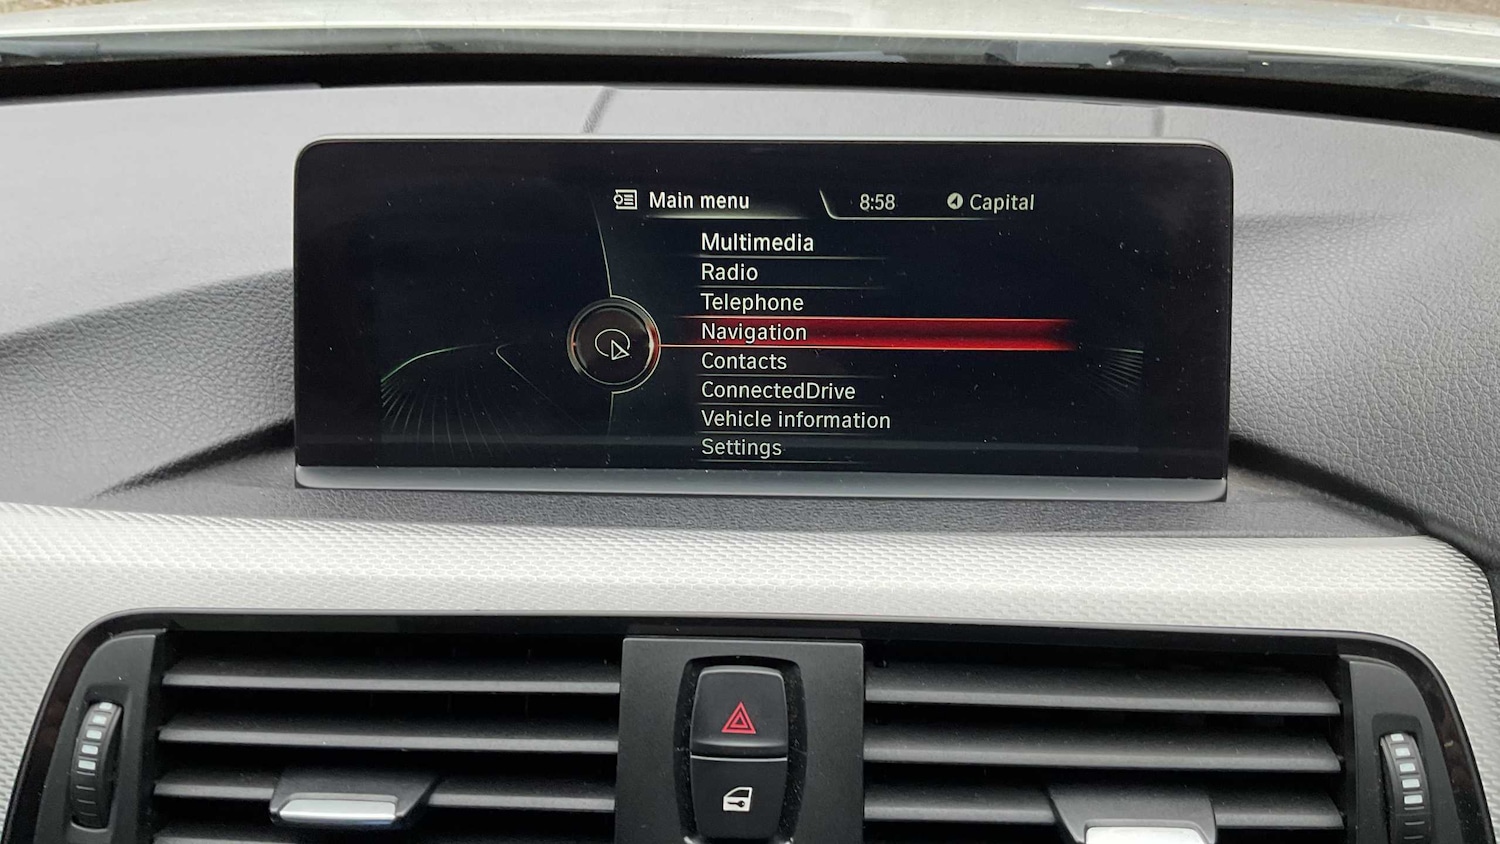 Main menu 8:58 Capital
Multimedia
Radio
Telephone
Navigation
Contacts
ConnectedDrive
Vehicle information
Settings